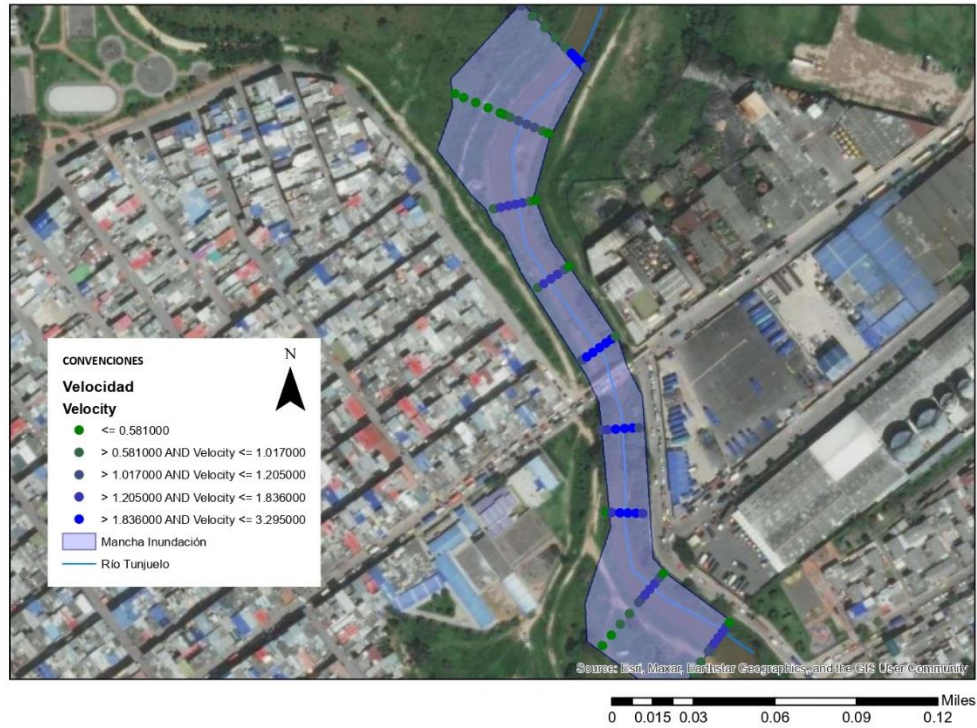 CONVENCIONES
N
Velocidad
Velocity
<= 0.581000
> 0.581000 AND Velocity <= 1.017000
> 1.017000 AND Velocity <= 1.205000
> 1.205000 AND Velocity <= 1.836000
> 1.836000 AND Velocity <= 3.295000
Mancha Inundación
Río Tunjuelo
Source: Esri, Maxar, Earthstar Geographics, and the GIS User Community
Miles
0 0.015 0.03 0.06 0.09 0.12